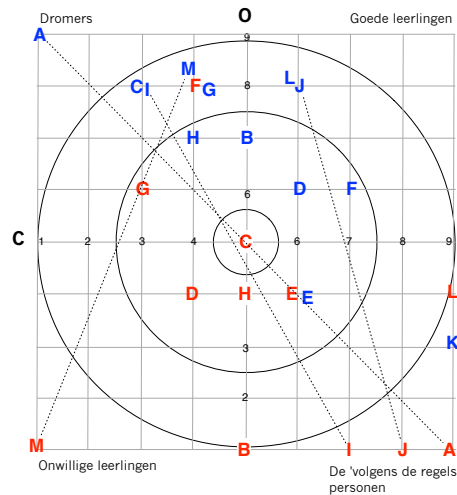 O
Dromers Goede leerlingen
A 9
M
C I F G 8 L J
H B
G 6 D F
C 1 2 3 4 C 6 7 8 9
D H E E L
3 K
2
M B I J A
Onwillige leerlingen De 'volgens de regels
personen